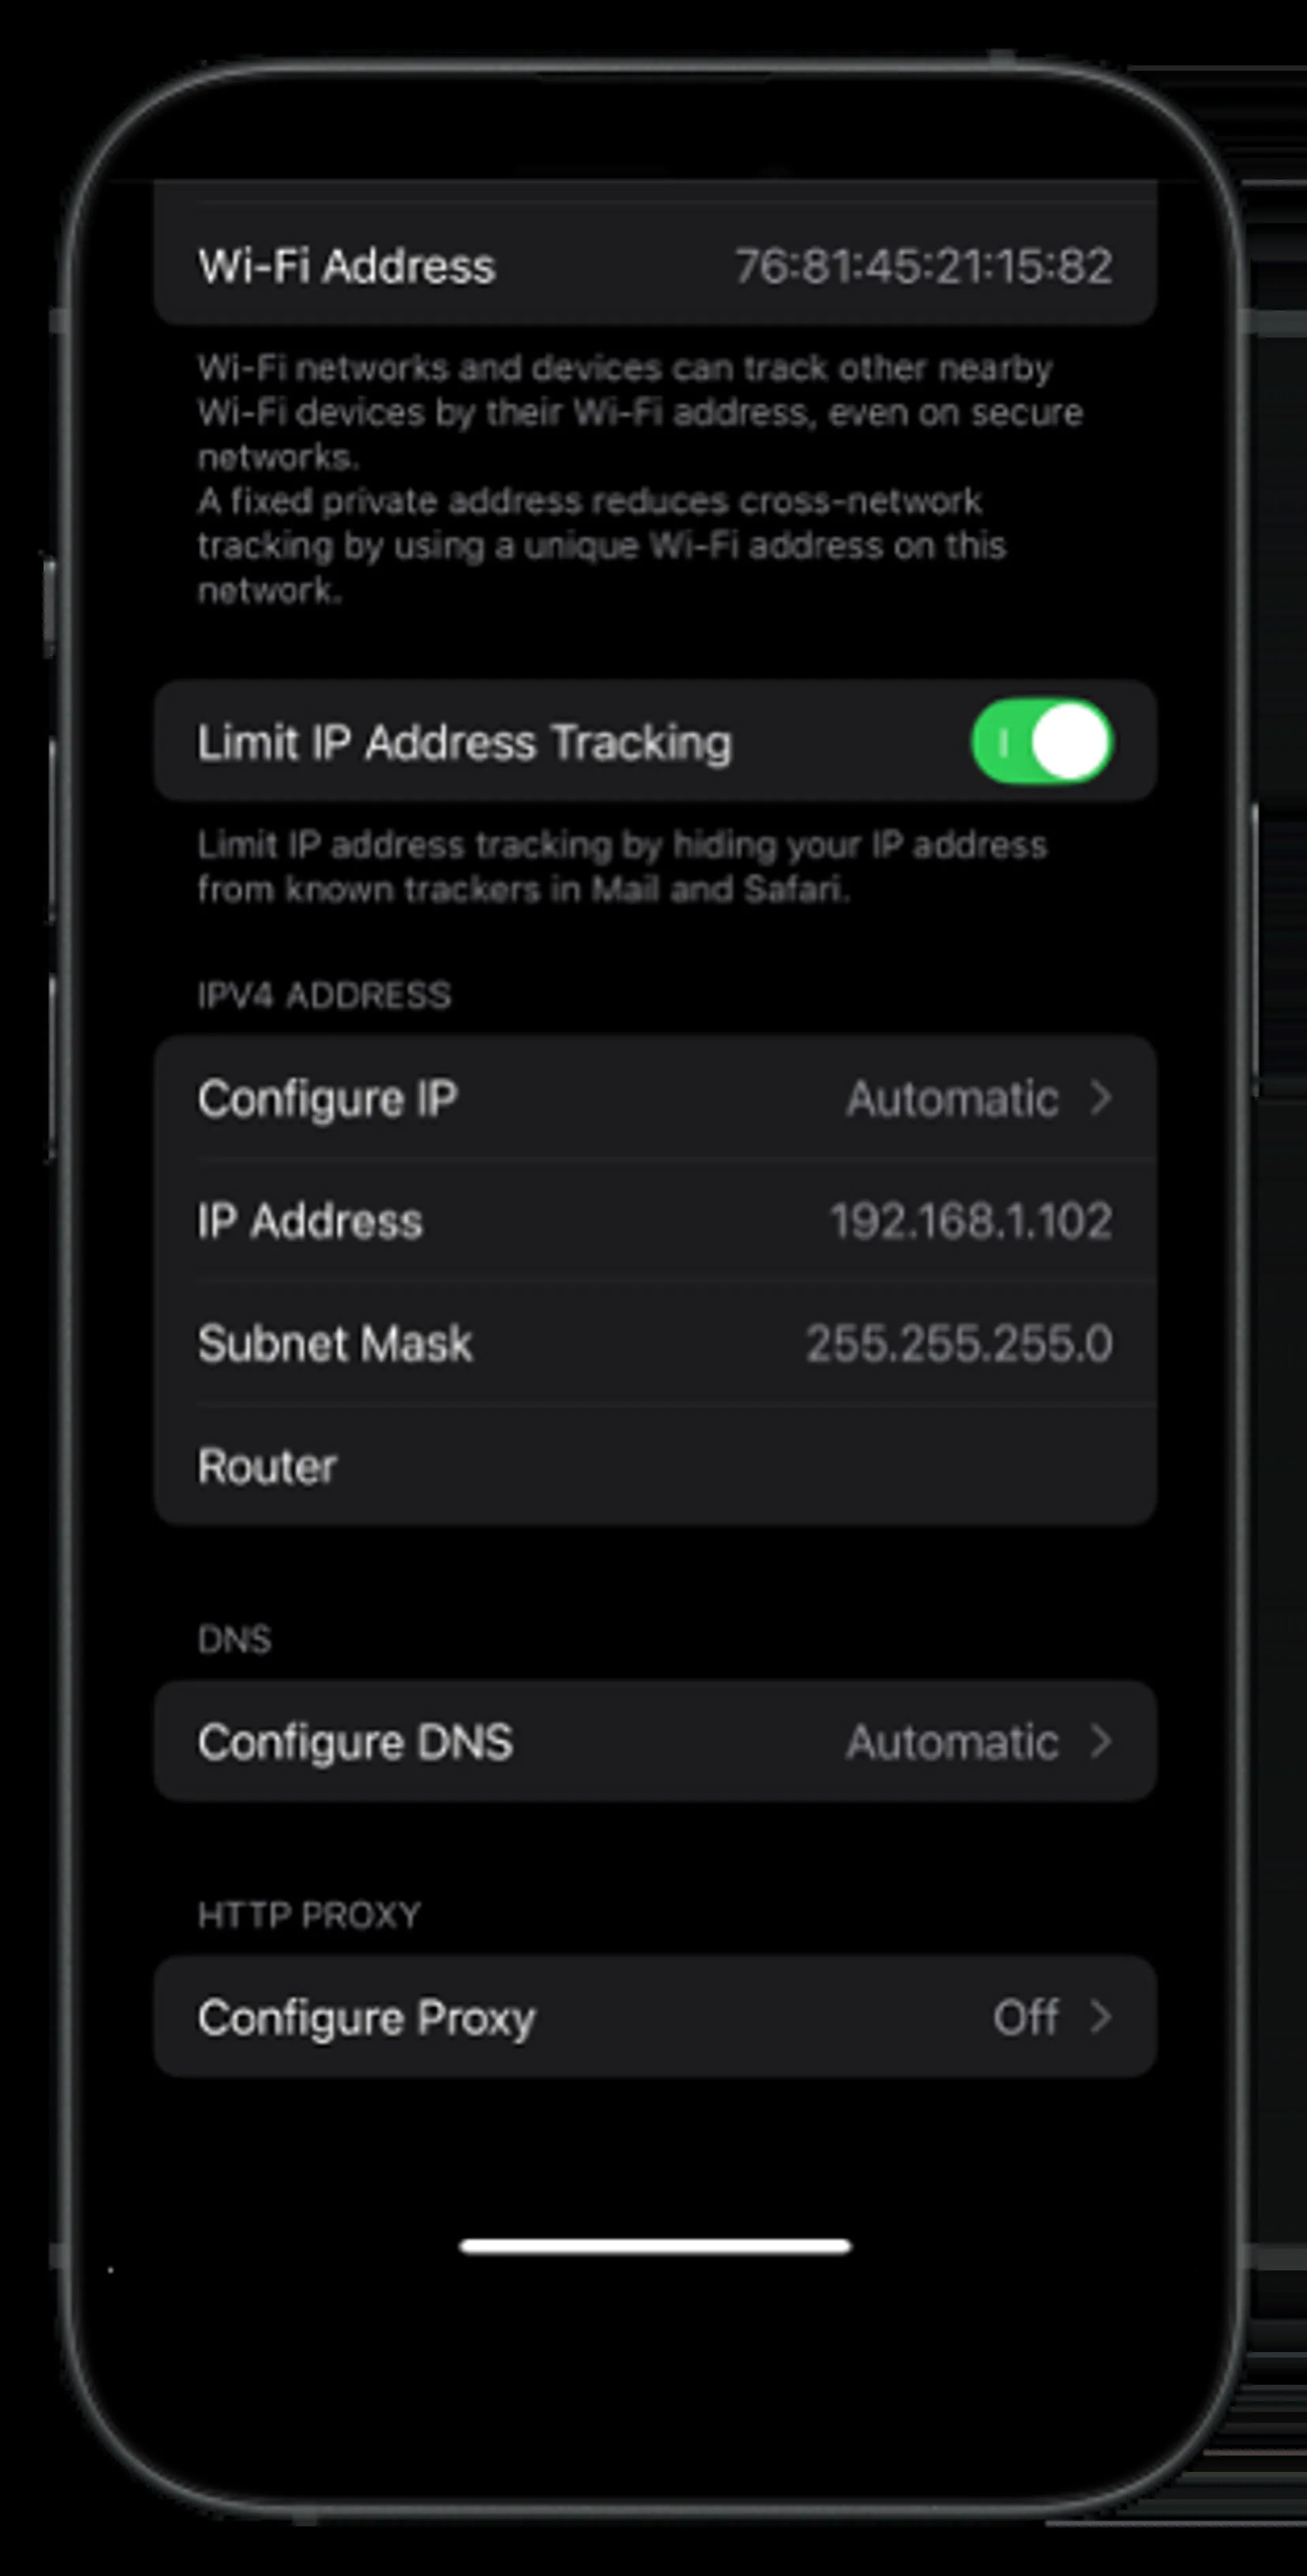 Wi-Fi Address 76:81:45:21:15:82
Wi-Fi networks and devices can track other nearby
Wi-Fi devices by their Wi-Fi address, even on secure
networks.
A fixed private address reduces cross-network
tracking by using a unique Wi-Fi address on this
network.
Limit IP Address Tracking
Limit IP address tracking by hiding your IP address
from known trackers in Mail and Safari.
IPV4 ADDRESS
Configure IP Automatic
IP Address 192.168.1.102
Subnet Mask 255.255.255.0
Router
DNS
Configure DNS Automatic
HTTP PROXY
Configure Proxy Off